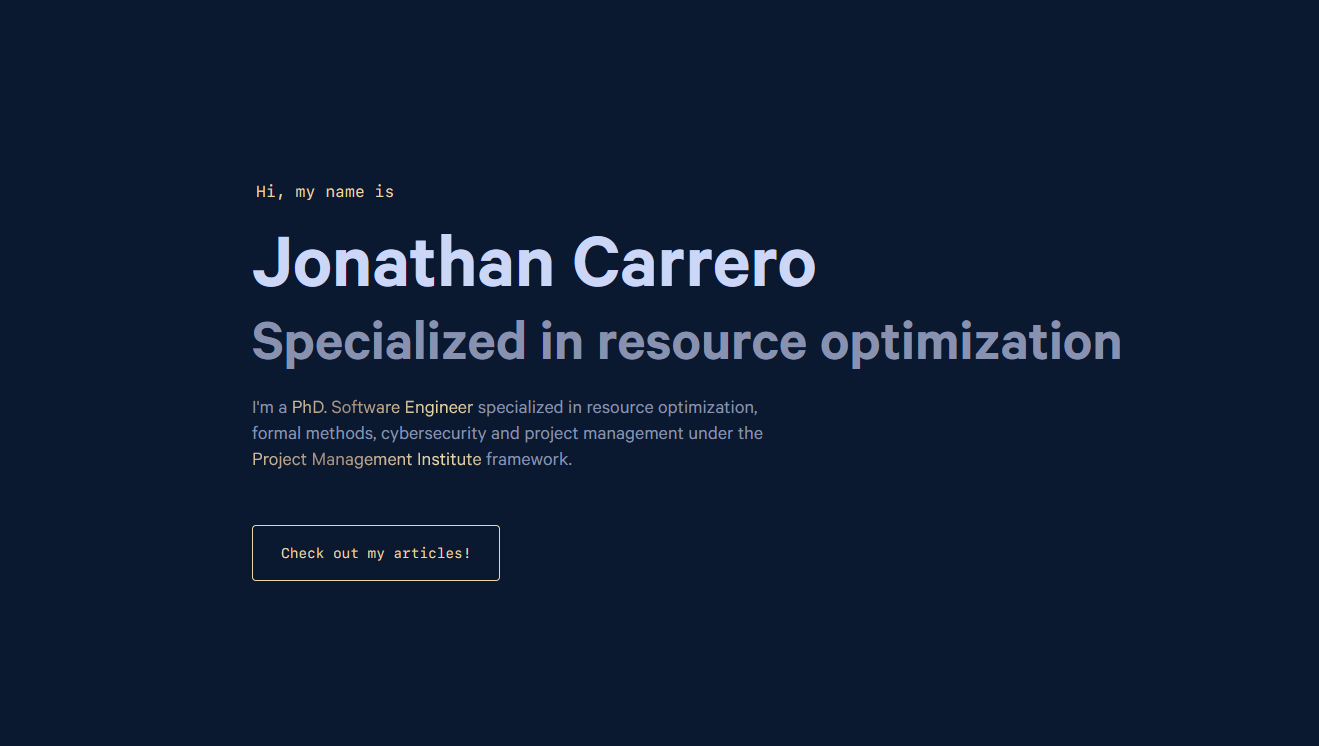 Hi, my name is
Jonathan Carrero
Specialized in resource optimization
I'm a PhD. Software Engineer specialized in resource optimization,
formal methods, cybersecurity and project management under the
Project Management Institute framework.
Check out my articles!